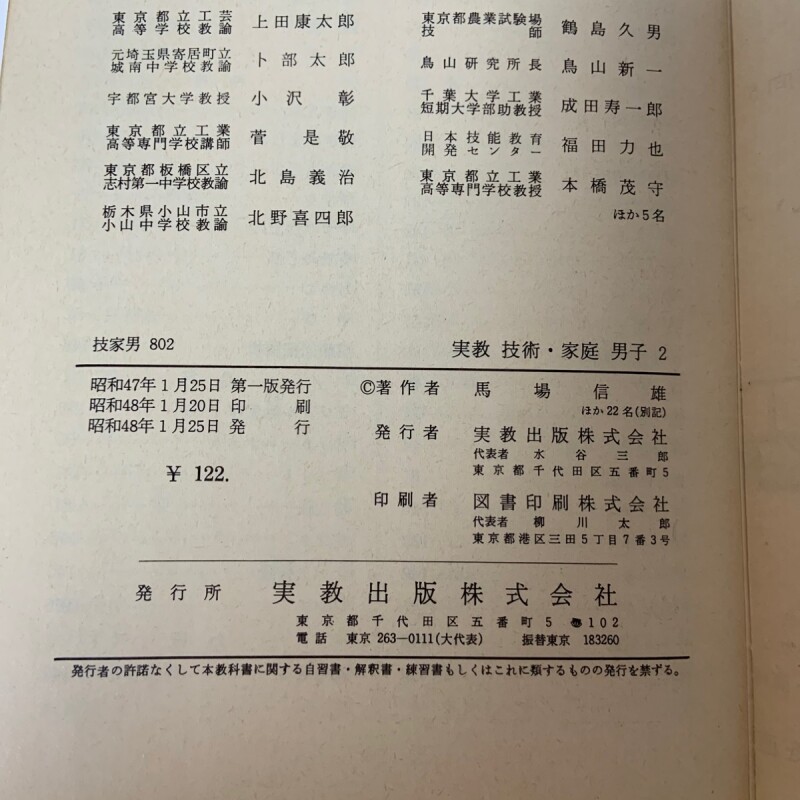 東京都立工芸高等学校教諭 上田康太郎
元埼玉県寄居町立城南中学校教諭 卜部太郎
宇都宮大学教授 小沢彰
東京都立工業高等専門学校講師 菅是敬
東京都板橋区立志村第一中学校教諭 北島義治
栃木県小山市立小山中学校教諭 北野喜四郎
東京都農業試験場技師 鶴島久男
鳥山研究所長 鳥山新一
千葉大学工業短期大学部助教授 成田寿一郎
日本技能教育開発センター 福田力也
東京都立工業高等専門学校教授 本橋茂守
ほか5名
技家男 802
実教 技術・家庭 男子 2
昭和47年1月25日 第一版発行
昭和48年1月20日 印刷
昭和48年1月25日 発行
¥ 122.
©著作者 馬場信雄
ほか22名(別記)
発行者 実教出版株式会社
代表者 水谷三郎
東京都千代田区五番町5
印刷者 図書印刷株式会社
代表者 柳川太郎
東京都港区三田5丁目7番3号
発行所 実教出版株式会社
東京都千代田区五番町5 102
電話 東京 263―0111(大代表) 振替東京 183260
発行者の許諾なくして本教科書に関する自習書・解釈書・練習書もしくはこれに類するものの発行を禁ずる。